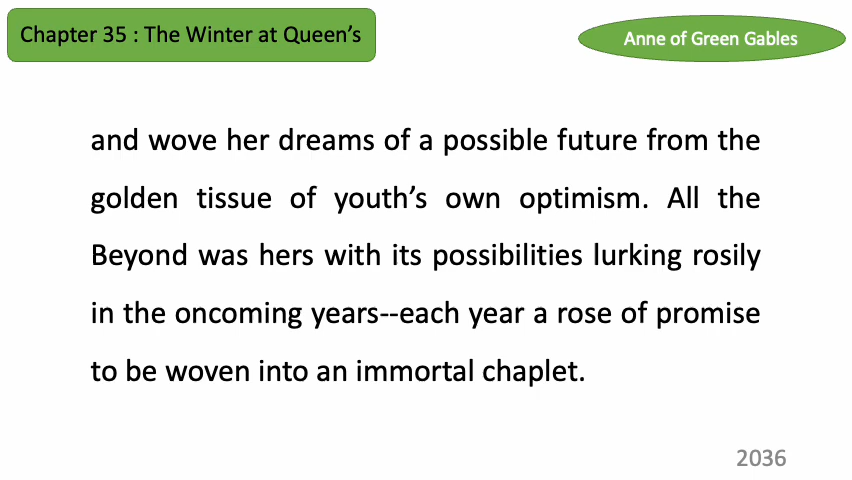 Chapter 35 : The Winter at Queen’s
Anne of Green Gables
and wove her dreams of a possible future from the
golden tissue of youth’s own optimism. All the
Beyond was hers with its possibilities lurking rosily
in the oncoming years--each year a rose of promise
to be woven into an immortal chaplet.
2036